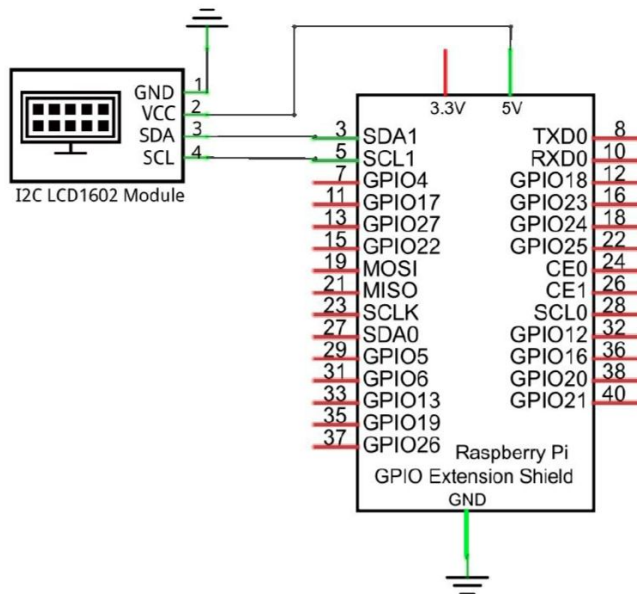 GND 1
VCC 2
SDA 3
SCL 4
I2C LCD1602 Module
3.3V 5V
3 SDA1 TXD0 8
5 SCL1 RXD0 10
7 GPIO4 GPIO18 12
11 GPIO17 GPIO23 16
13 GPIO27 GPIO24 18
15 GPIO22 GPIO25 22
19 MOSI CE0 24
21 MISO CE1 26
23 SCLK SCL0 28
27 SDA0 GPIO12 32
29 GPIO5 GPIO16 36
31 GPIO6 GPIO20 38
33 GPIO13 GPIO21 40
35 GPIO19
37 GPIO26
Raspberry Pi
GPIO Extension Shield
GND